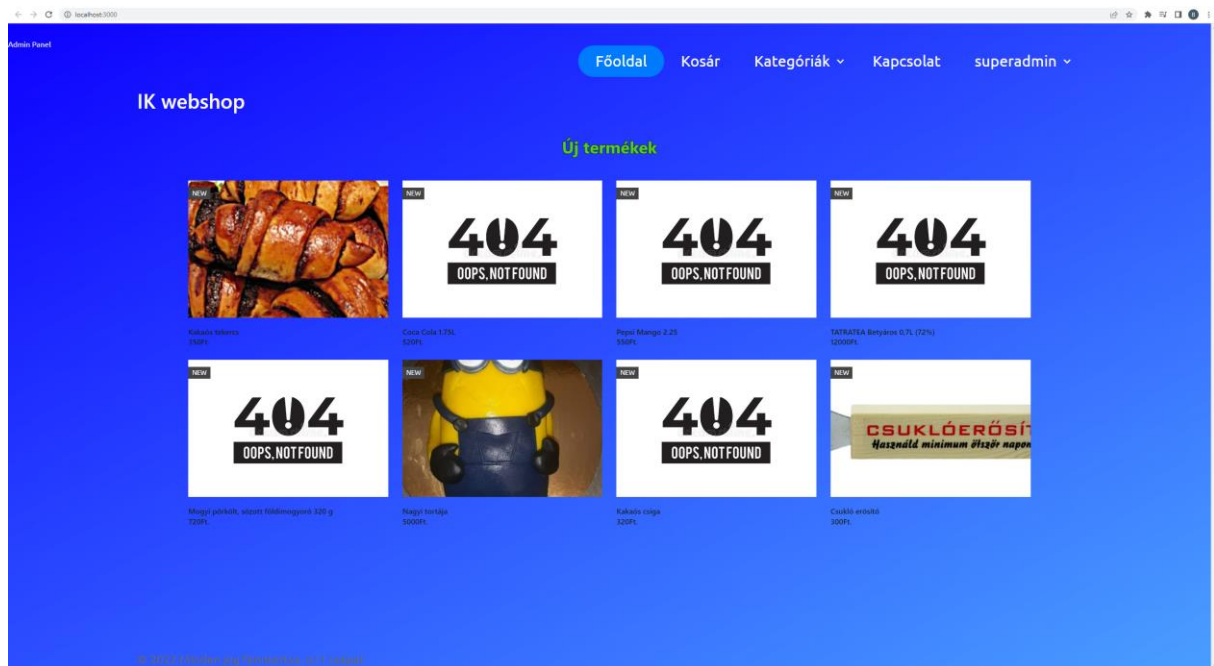 localhost:3000
Admin Panel
Főoldal Kosár Kategóriák Kapcsolat superadmin
IK webshop
Új termékek
NEW NEW NEW NEW
404 404 404
OOPS, NOT FOUND OOPS, NOT FOUND OOPS, NOT FOUND
Kakaós tekercs Coca Cola 1.75L Pepsi Mango 2.25 TATRATEA Betyáros 0,7L (72%)
350Ft. 520Ft. 550Ft. 12000Ft.
NEW NEW NEW NEW
404 404
CSUKLÓERŐSÍT
Használd minimum ötször napon
OOPS, NOT FOUND OOPS, NOT FOUND
Mogyi pörkölt, sózott földimogyoró 320 g Nagyi tortája Kakaós csiga Csukló erősítő
720Ft. 5000Ft. 320Ft. 300Ft.